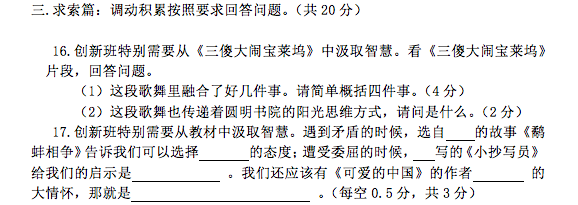 三.求索篇：调动积累按照要求回答问题。（共 20 分）
16.创新班特别需要从《三傻大闹宝莱坞》中汲取智慧。看《三傻大闹宝莱坞》
片段，回答问题。
（1）这段歌舞里融合了好几件事。请简单概括四件事。（4 分）
（2）这段歌舞也传递着圆明书院的阳光思维方式，请问是什么。（2 分）
17.创新班特别需要从教材中汲取智慧。遇到矛盾的时候，选自____的故事《鹬
蚌相争》告诉我们可以选择_______的态度；遭受委屈的时候，___写的《小抄写员》
给我们的启示是____________ 。我们还应该有《可爱的中国》的作者_______ 的
大情怀，那就是_________________________ 。（每空 0.5 分，共 3 分）